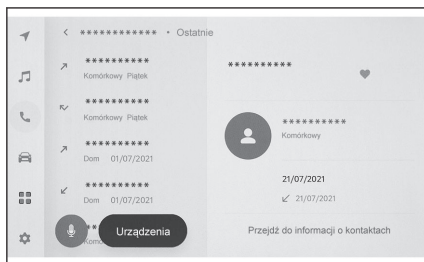 ************ • Ostatnie
**********
Komórkowy Piątek
**********
Komórkowy Piątek
**********
Dom 01/07/2021
**********
Dom 01/07/2021
Urządzenia
**********
**********
Komórkowy
21/07/2021
21/07/2021
Przejdź do informacji o kontaktach